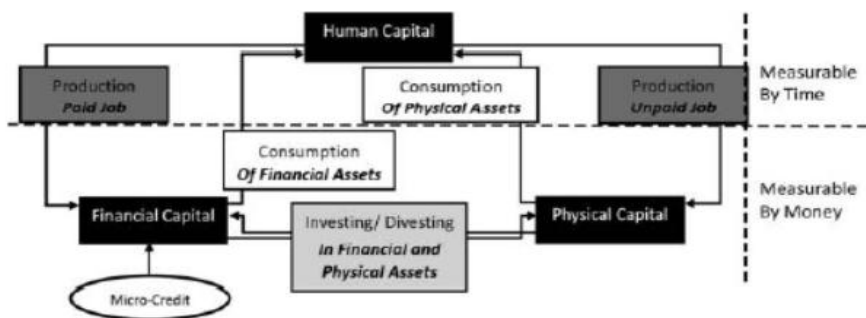 Human Capital
Production
Paid Job
Consumption
Of Physical Assets
Production
Unpaid Job
Measurable
By Time
Consumption
Of Financial Assets
Measurable
By Money
Financial Capital
Investing/ Divesting
In Financial and
Physical Assets
Physical Capital
Micro-Credit